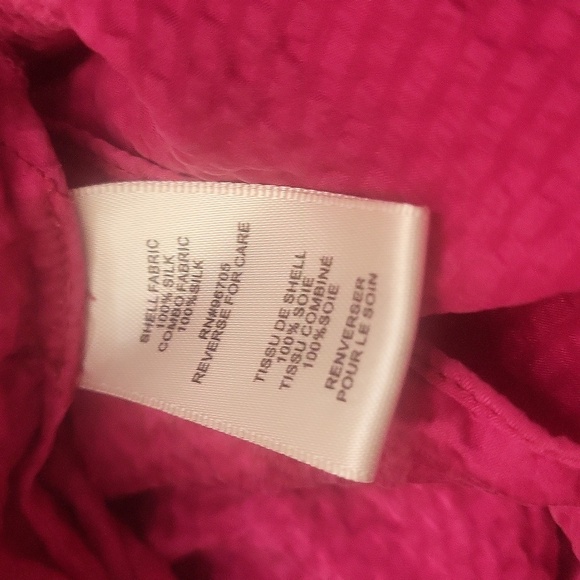 SHELL FABRIC
100% SILK
COMBO FABRIC
100%SILK
RN#96705
REVERSE FOR CARE
TISSU DE SHELL
100% SOIE
TISSU COMBINÉ
100%SOIE
RENVERSER
POUR LE SOIN